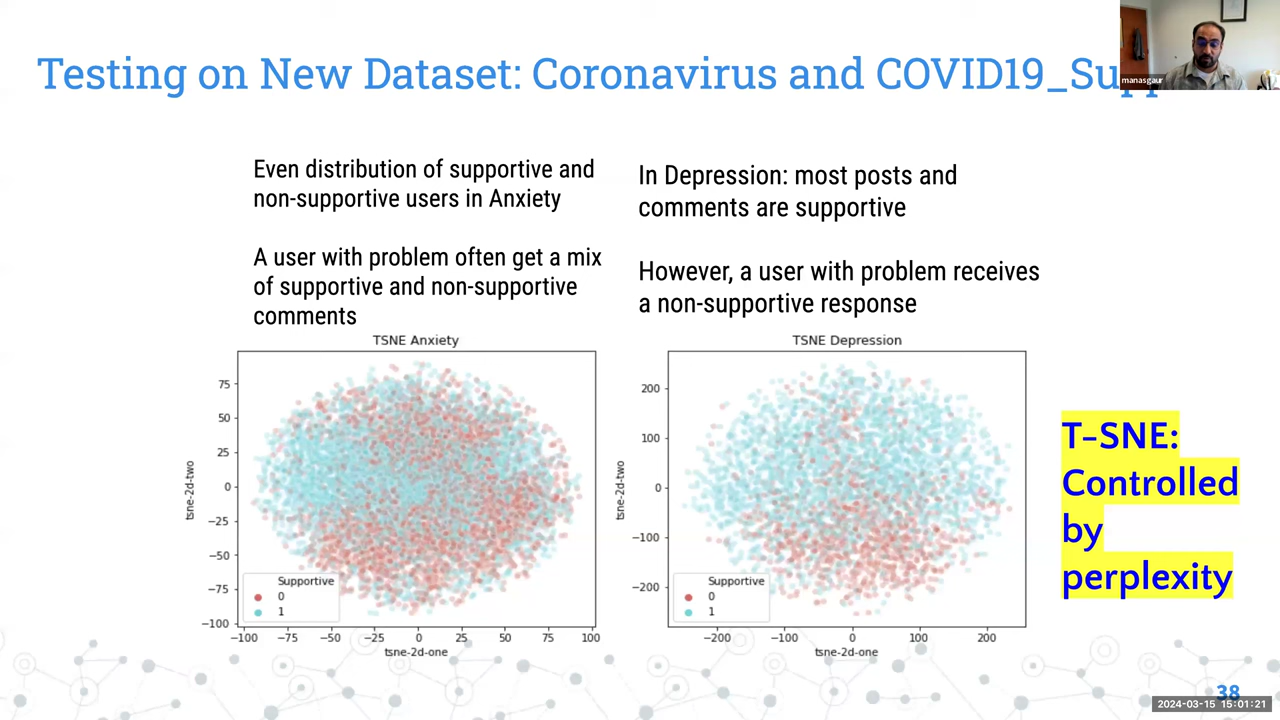 Testing on New Dataset: Coronavirus and COVID19_Supp
manasgaur
Even distribution of supportive and
non-supportive users in Anxiety
A user with problem often get a mix
of supportive and non-supportive
comments
In Depression: most posts and
comments are supportive
However, a user with problem receives
a non-supportive response
TSNE Anxiety
75
50
25
0
−25
−50
−75
−100
tsne-2d-two
Supportive
0
1
−100 −75 −50 −25 0 25 50 75 100
tsne-2d-one
TSNE Depression
200
100
0
−100
−200
tsne-2d-two
Supportive
0
1
−200 −100 0 100 200
tsne-2d-one
T-SNE:
Controlled
by
perplexity
38
2024-03-15 15:01:21